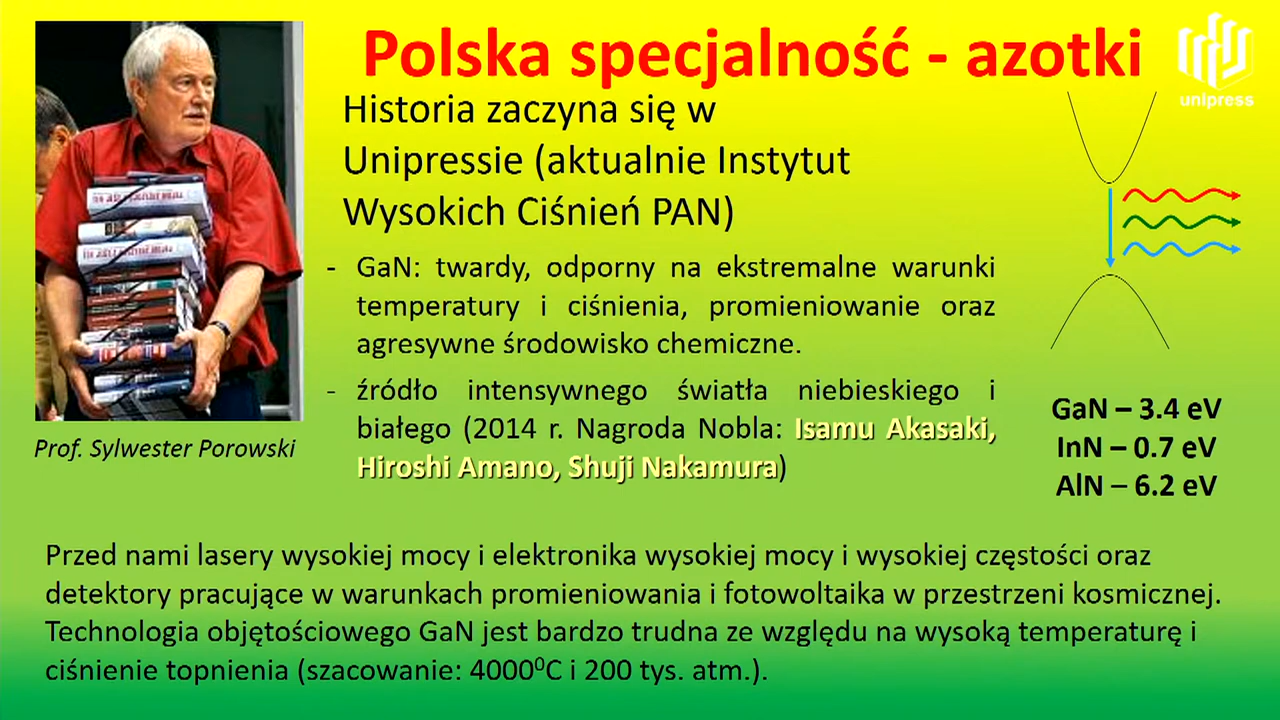 Polska specjalność - azotki
unipress
Historia zaczyna się w
Unipressie (aktualnie Instytut
Wysokich Ciśnień PAN)
- GaN: twardy, odporny na ekstremalne warunki
temperatury i ciśnienia, promieniowanie oraz
agresywne środowisko chemiczne.
- źródło intensywnego światła niebieskiego i
białego (2014 r. Nagroda Nobla: Isamu Akasaki,
Hiroshi Amano, Shuji Nakamura)
Prof. Sylwester Porowski
GaN – 3.4 eV
InN – 0.7 eV
AlN – 6.2 eV
Przed nami lasery wysokiej mocy i elektronika wysokiej mocy i wysokiej częstości oraz
detektory pracujące w warunkach promieniowania i fotowoltaika w przestrzeni kosmicznej.
Technologia objętościowego GaN jest bardzo trudna ze względu na wysoką temperaturę i
ciśnienie topnienia (szacowanie: 4000⁰C i 200 tys. atm.).